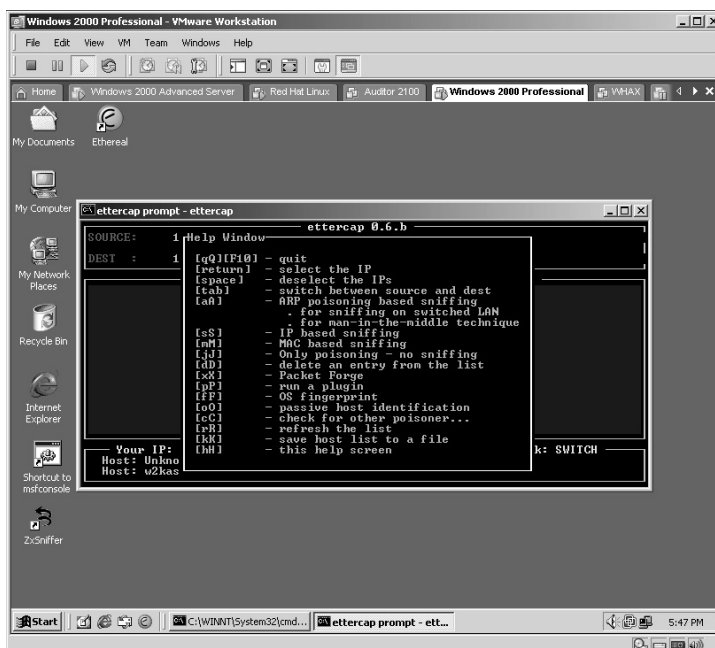 Windows 2000 Professional - VMware Workstation
File Edit View VM Team Windows Help
Home Windows 2000 Advanced Server Red Hat Linux Auditor 2100 Windows 2000 Professional WHAX
My Documents
Ethereal
My Computer
My Network Places
Recycle Bin
Internet Explorer
Shortcut to msfconsole
ZxSniffer
ettercap prompt - ettercap
ettercap 0.6.b
SOURCE: 1
DEST : 1
Help Window
[qQ][F10] - quit
[return] - select the IP
[space] - deselect the IPs
[tab] - switch between source and dest
[aA] - ARP poisoning based sniffing
. for sniffing on switched LAN
. for man-in-the-middle technique
[sS] - IP based sniffing
[mM] - MAC based sniffing
[jJ] - Only poisoning - no sniffing
[dD] - delete an entry from the list
[xX] - Packet Forge
[pP] - run a plugin
[fF] - OS fingerprint
[oO] - passive host identification
[cC] - check for other poisoner...
[rR] - refresh the list
[kK] - save host list to a file
[hH] - this help screen
Your IP: k: SWITCH
Host: Unkno
Host: w2kas
Start C:\WINNT\System32\cmd... ettercap prompt - ett... 5:47 PM